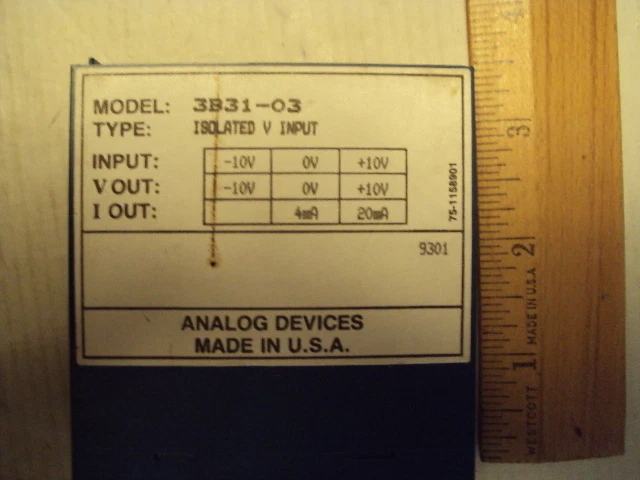 MODEL: 3B31-03
TYPE: ISOLATED V INPUT
INPUT: -10V 0V +10V
V OUT: -10V 0V +10V
I OUT: 4mA 20mA
75-1158901
9301
ANALOG DEVICES
MADE IN U.S.A.
4
3
2
1
WESTCOTT MADE IN U.S.A